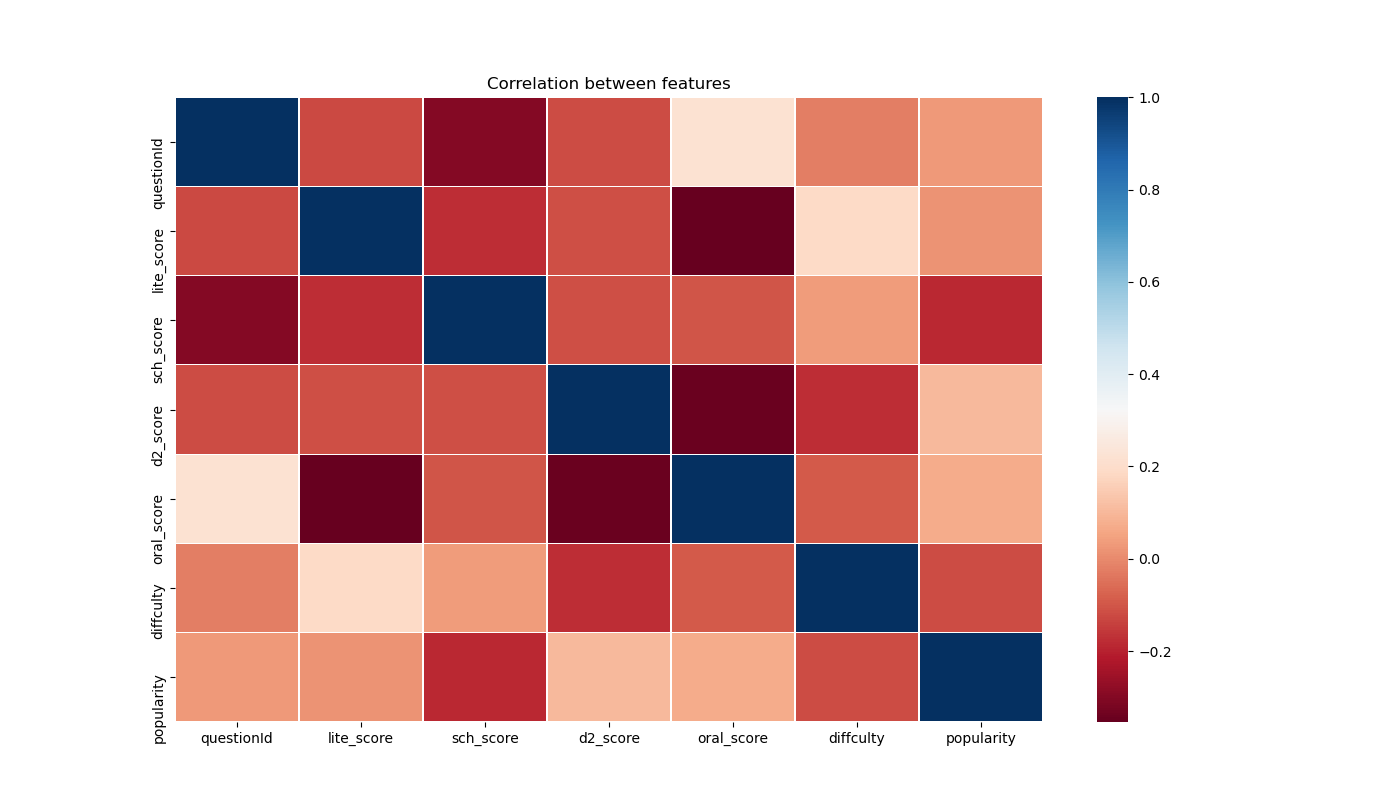 Correlation between features
questionId
lite_score
sch_score
d2_score
oral_score
diffculty
popularity
questionId lite_score sch_score d2_score oral_score diffculty popularity
1.0
0.8
0.6
0.4
0.2
0.0
−0.2